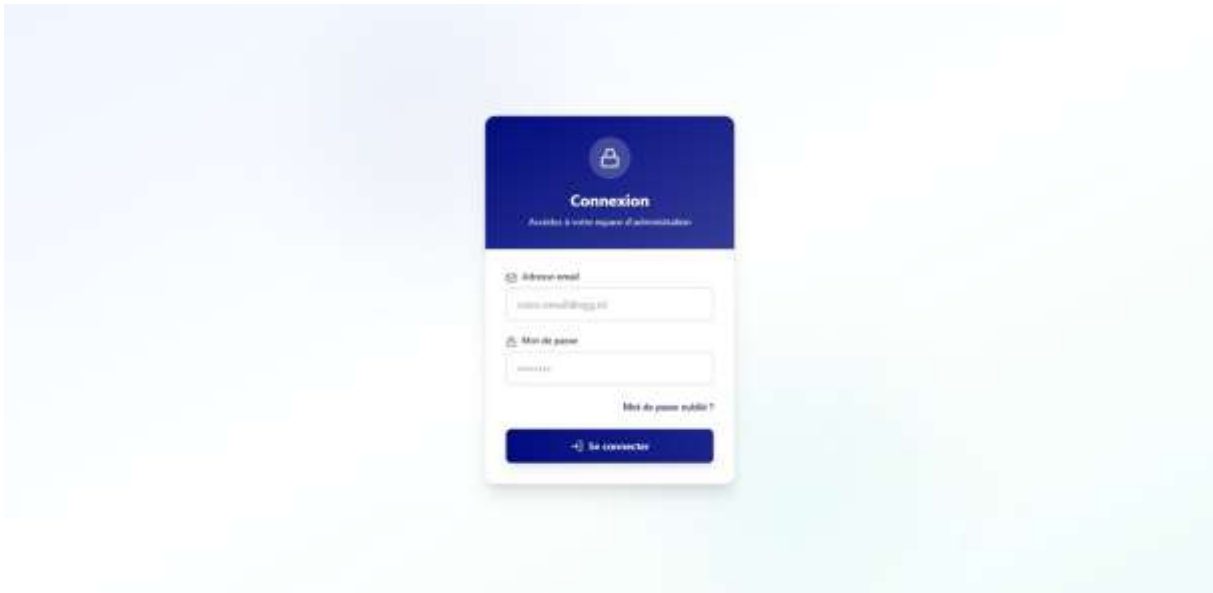 Connexion
Accédez à votre espace d'administration
Adresse email
Mot de passe
Mot de passe oublié ?
Se connecter